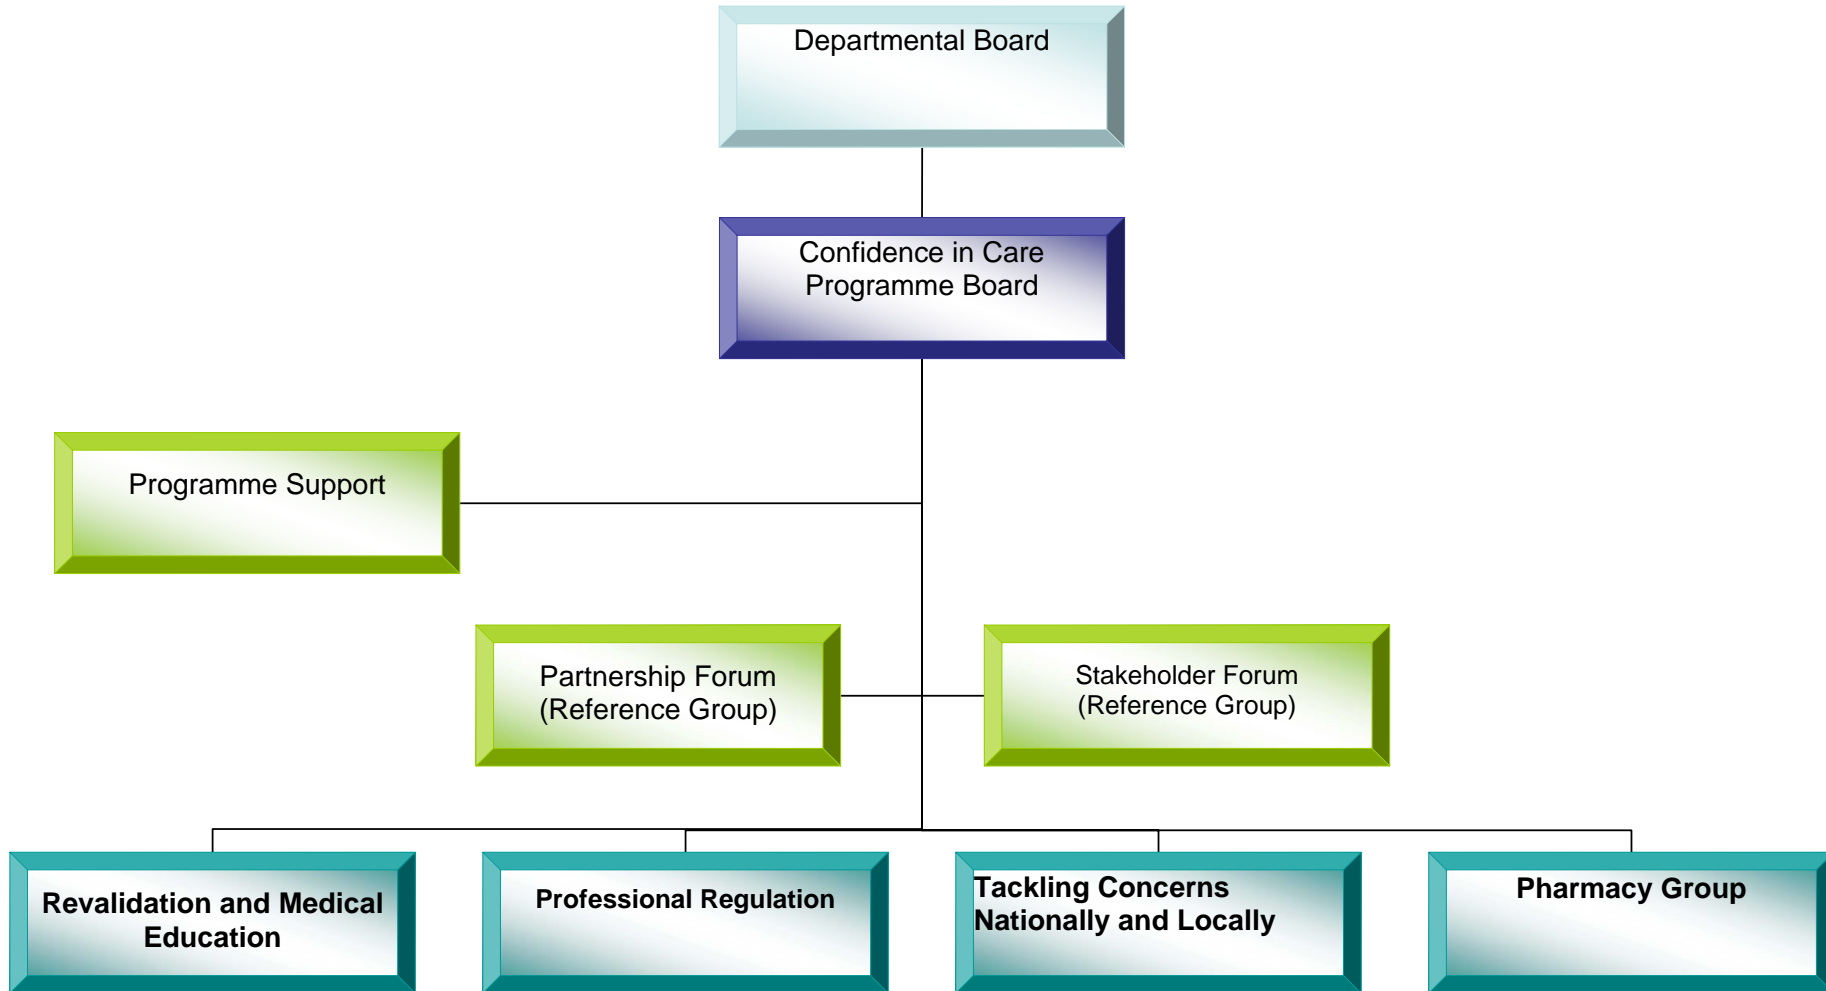 Departmental Board
Confidence in Care
Programme Board
Programme Support
Partnership Forum
(Reference Group)
Stakeholder Forum
(Reference Group)
Revalidation and Medical
Education
Professional Regulation
Tackling Concerns
Nationally and Locally
Pharmacy Group